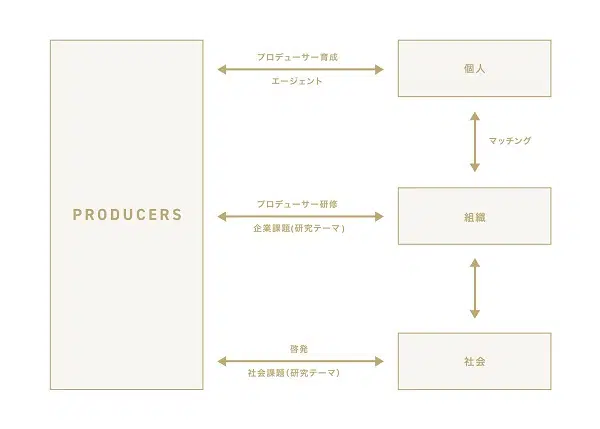 プロデューサー育成
エージェント
個人
マッチング
PRODUCERS
プロデューサー研修
企業課題(研究テーマ)
組織
啓発
社会課題(研究テーマ)
社会